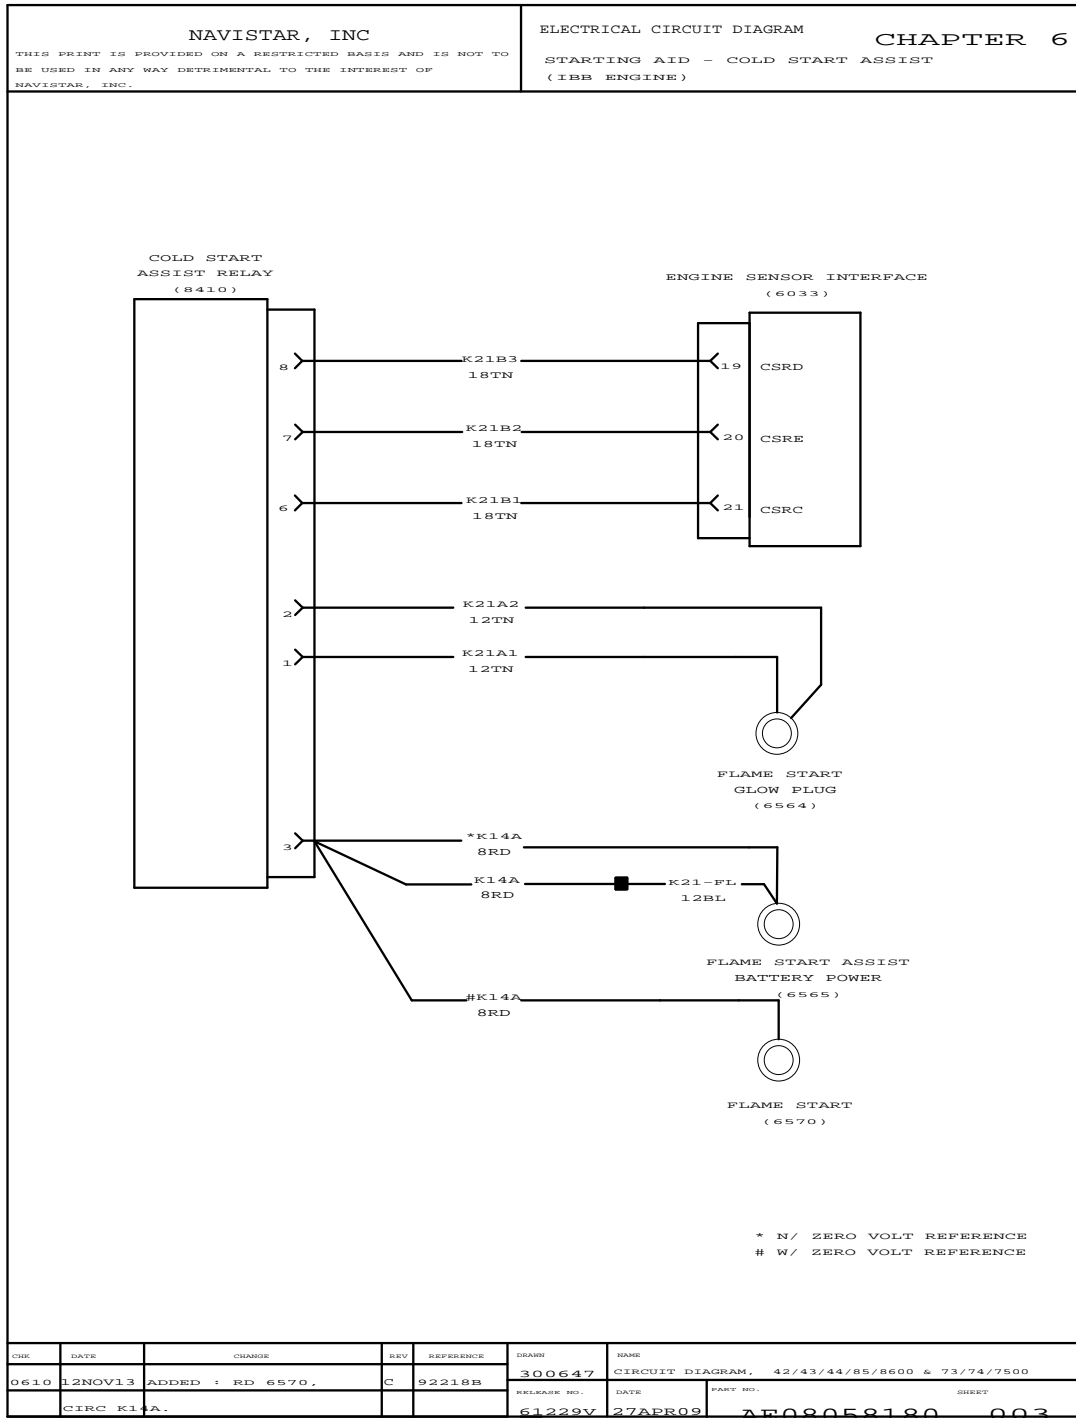 NAVISTAR, INC
THIS PRINT IS PROVIDED ON A RESTRICTED BASIS AND IS NOT TO
BE USED IN ANY WAY DETRIMENTAL TO THE INTEREST OF
NAVISTAR, INC.
ELECTRICAL CIRCUIT DIAGRAM
CHAPTER 6
STARTING AID - COLD START ASSIST
(IBB ENGINE)
COLD START
ASSIST RELAY
(8410)
ENGINE SENSOR INTERFACE
(6033)
8
K21B3
18TN
19 CSRD
7
K21B2
18TN
20 CSRE
6
K21B1
18TN
21 CSRC
2
K21A2
12TN
1
K21A1
12TN
FLAME START
GLOW PLUG
(6564)
3
*K14A
8RD
K14A
8RD
K21-FL
12BL
FLAME START ASSIST
BATTERY POWER
(6565)
#K14A
8RD
FLAME START
(6570)
* N/ ZERO VOLT REFERENCE
# W/ ZERO VOLT REFERENCE
CHK DATE CHANGE REV REFERENCE
0610 12NOV13 ADDED : RD 6570, C 92218B
CIRC K14A.
DRAWN
300647
NAME
CIRCUIT DIAGRAM, 42/43/44/85/8600 & 73/74/7500
RELEASE NO.
61229V
DATE
27APR09
PART NO.
AE08058180
SHEET
003